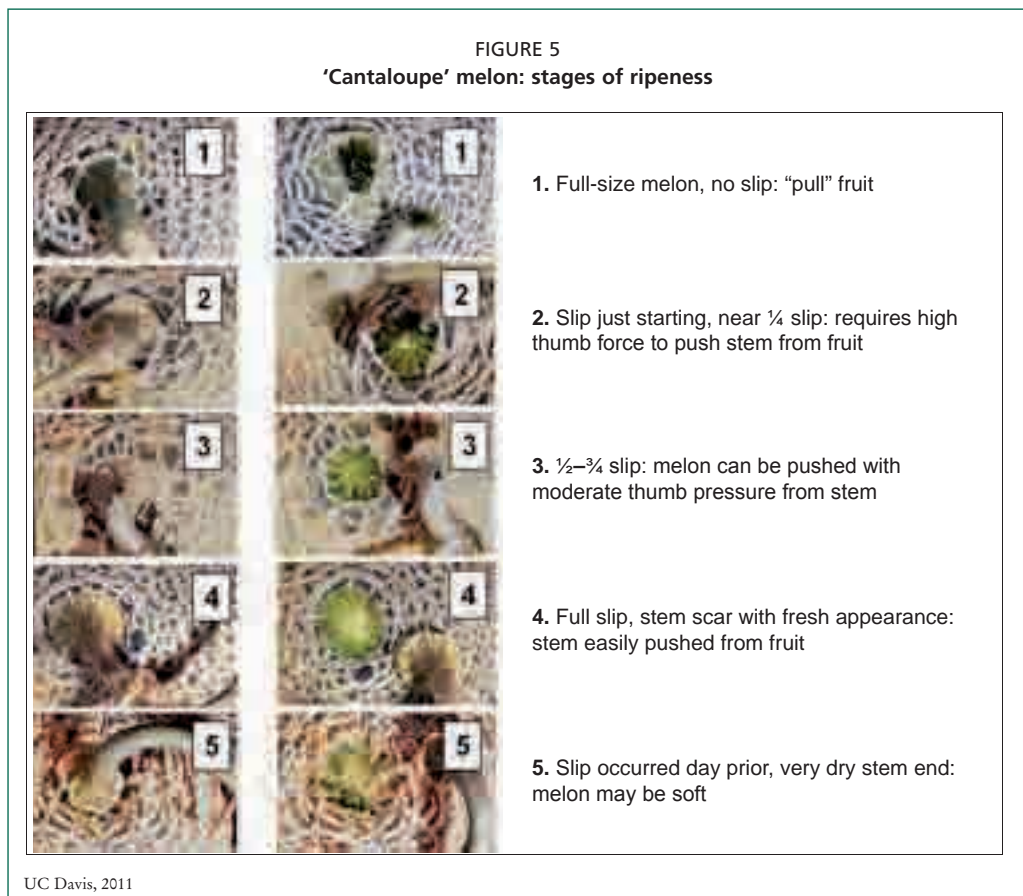 FIGURE 5
‘Cantaloupe’ melon: stages of ripeness
1
1
1. Full-size melon, no slip: “pull” fruit
2
2
2. Slip just starting, near ¼ slip: requires high
thumb force to push stem from fruit
3
3
3. ½–¾ slip: melon can be pushed with
moderate thumb pressure from stem
4
4
4. Full slip, stem scar with fresh appearance:
stem easily pushed from fruit
5
5
5. Slip occurred day prior, very dry stem end:
melon may be soft
UC Davis, 2011